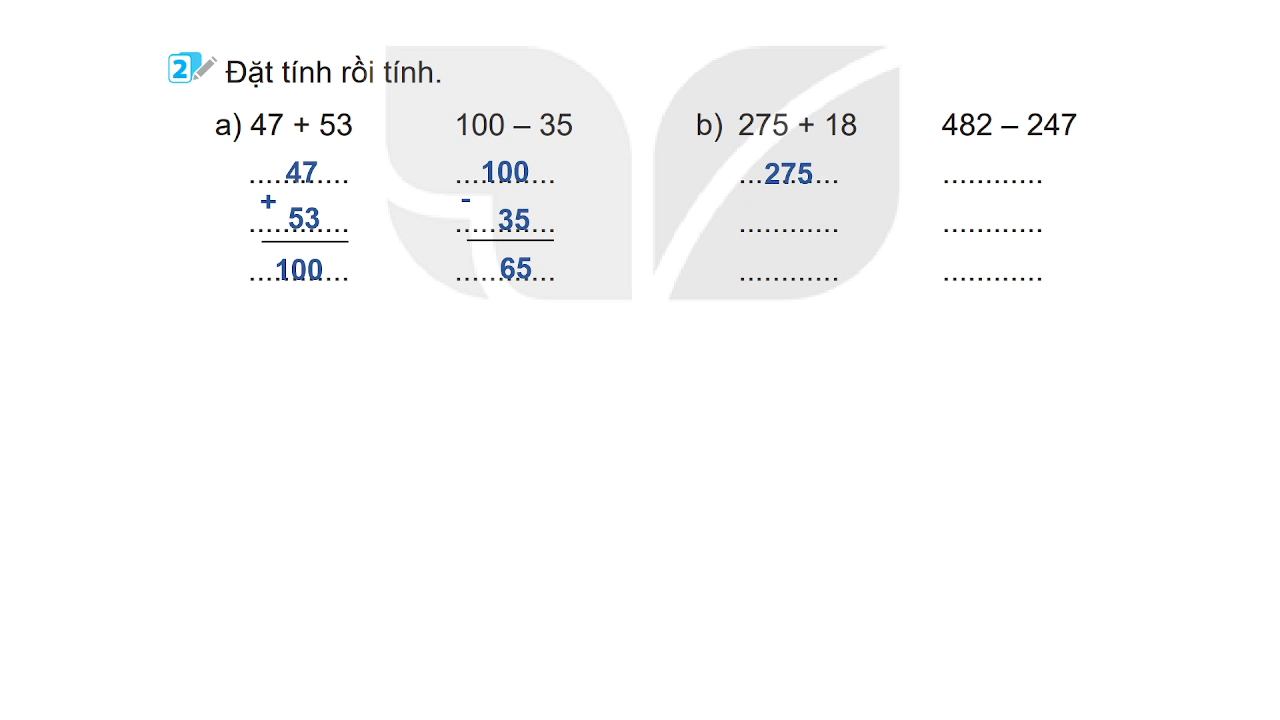 2 Đặt tính rồi tính.
a) 47 + 53 100 – 35 b) 275 + 18 482 – 247
............ 47 ............ 100 ............ 275 ............
+ -
............ 53 ............ 35 ............ ............
............ 100 ............ 65 ............ ............